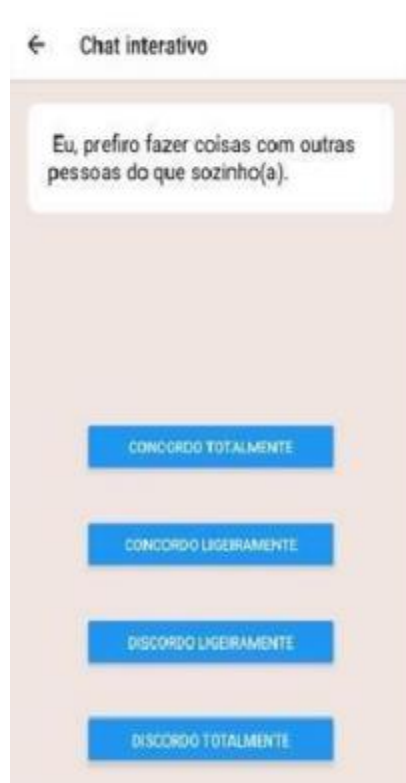 Chat interativo
Eu, prefiro fazer coisas com outras
pessoas do que sozinho(a).
CONCORDO TOTALMENTE
CONCORDO LIGEIRAMENTE
DISCORDO LIGEIRAMENTE
DISCORDO TOTALMENTE